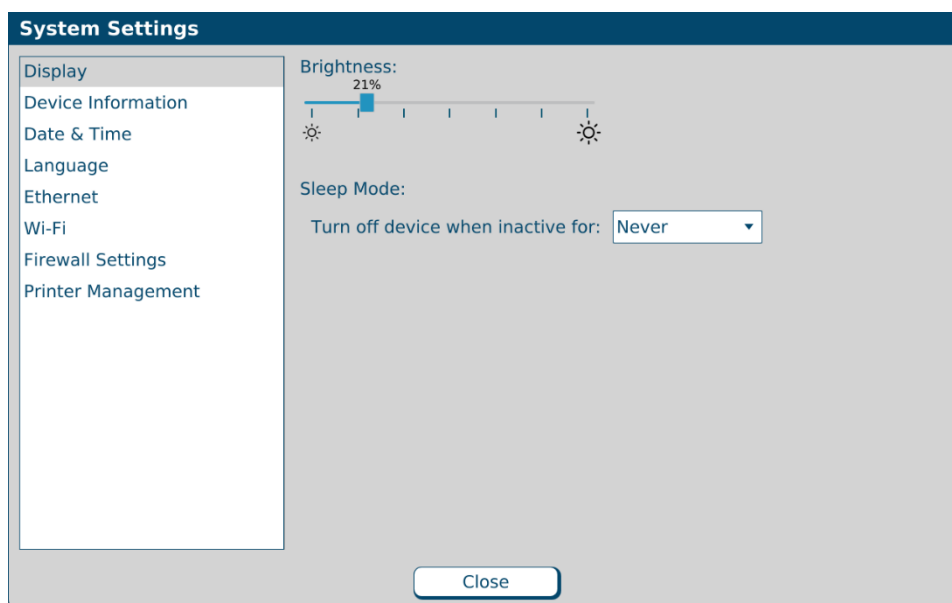 System Settings
Display
Device Information
Date & Time
Language
Ethernet
Wi-Fi
Firewall Settings
Printer Management
Brightness:
21%
Sleep Mode:
Turn off device when inactive for: Never
Close